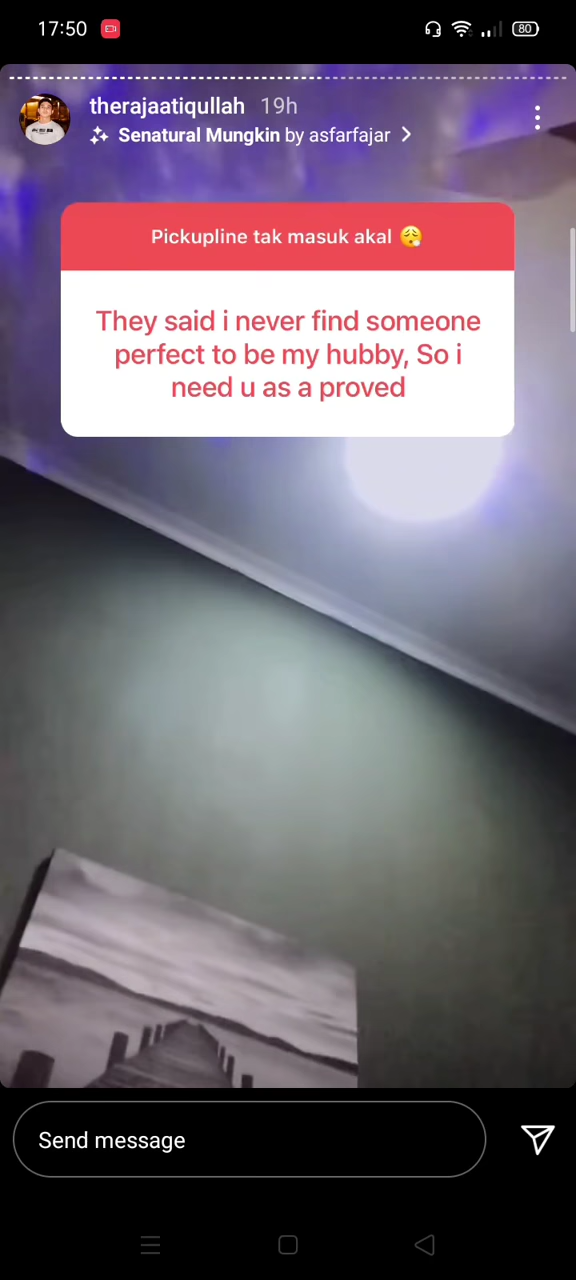 17:50
80
therajaatiqullah 19h
Senatural Mungkin by asfarfajar
Pickupline tak masuk akal 😮‍💨
They said i never find someone
perfect to be my hubby, So i
need u as a proved
Send message